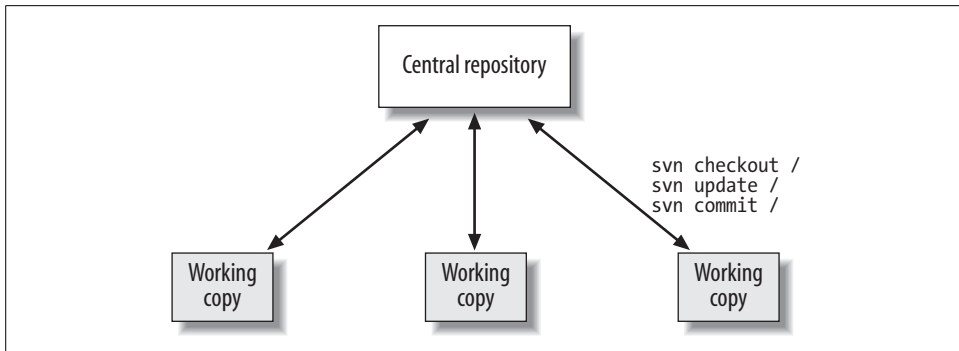 Central repository
svn checkout /
svn update /
svn commit /
Working
copy
Working
copy
Working
copy